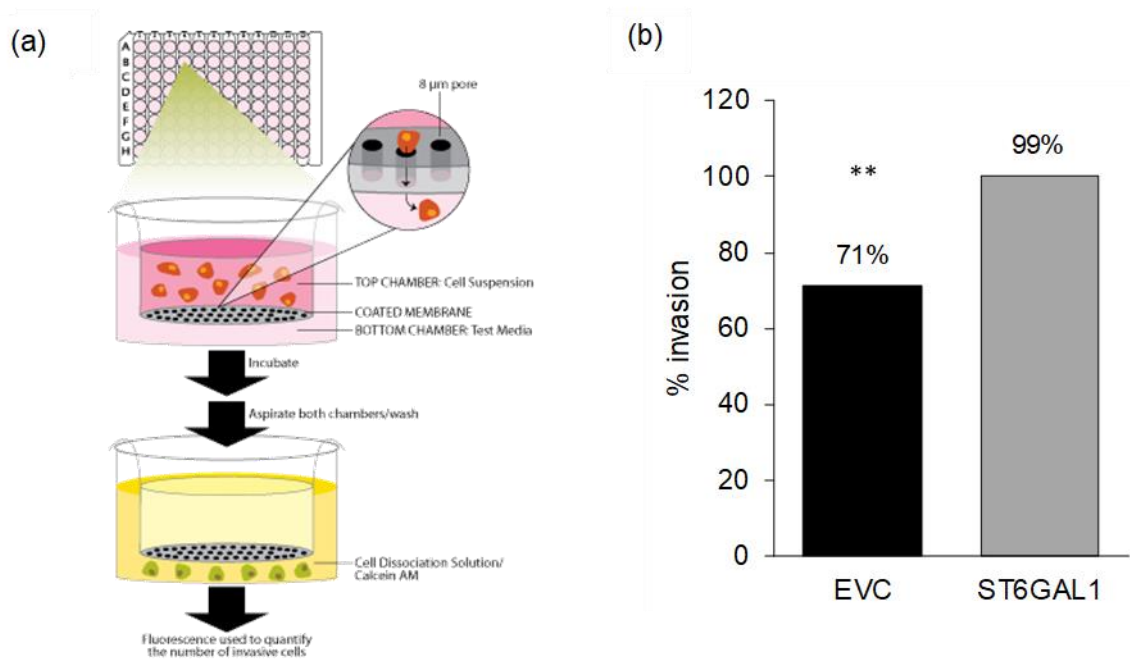 (a)
A
B
C
D
E
F
G
H
8 µm pore
TOP CHAMBER: Cell Suspension
COATED MEMBRANE
BOTTOM CHAMBER: Test Media
Incubate
Aspirate both chambers/wash
Cell Dissociation Solution/
Calcein AM
Fluorescence used to quantify
the number of invasive cells
(b)
120
100
80
60
40
20
0
% invasion
**
71%
99%
EVC
ST6GAL1